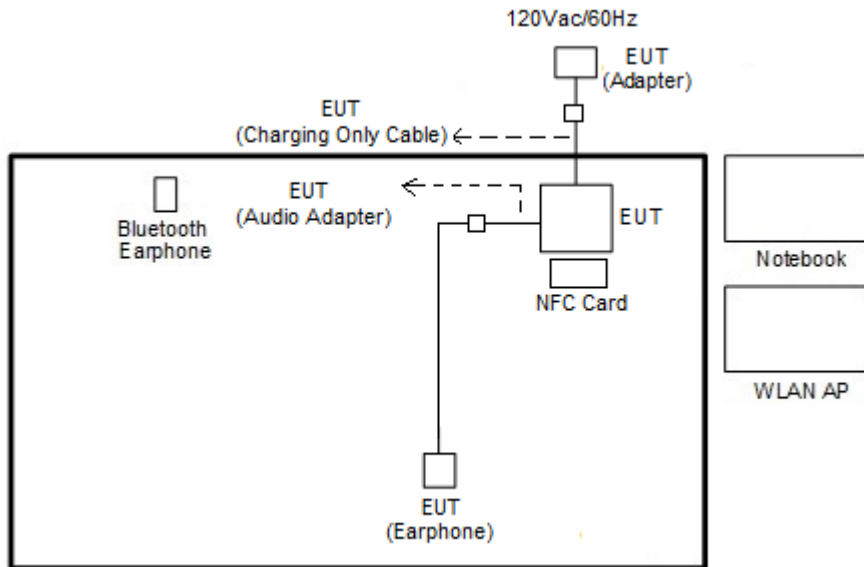 120Vac/60Hz
EUT
(Adapter)
EUT
(Charging Only Cable)
EUT
(Audio Adapter)
Bluetooth
Earphone
EUT
NFC Card
Notebook
WLAN AP
EUT
(Earphone)